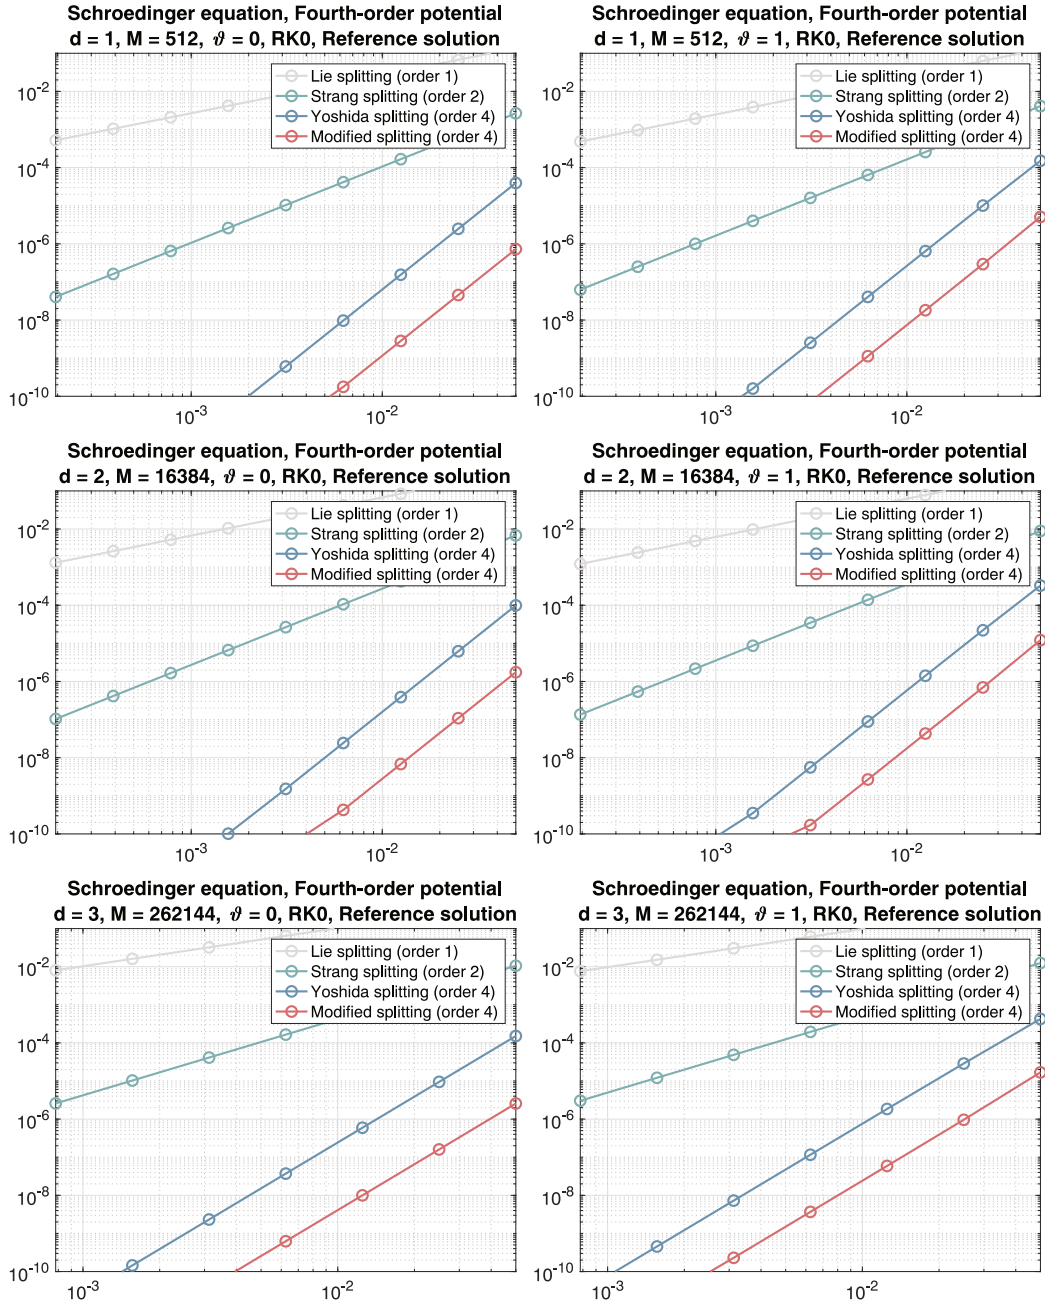 Schroedinger equation, Fourth-order potential
d = 1, M = 512, ϑ = 0, RK0, Reference solution
Lie splitting (order 1)
Strang splitting (order 2)
Yoshida splitting (order 4)
Modified splitting (order 4)
10^-2
10^-4
10^-6
10^-8
10^-10
10^-3
10^-2
Schroedinger equation, Fourth-order potential
d = 1, M = 512, ϑ = 1, RK0, Reference solution
Lie splitting (order 1)
Strang splitting (order 2)
Yoshida splitting (order 4)
Modified splitting (order 4)
10^-2
10^-4
10^-6
10^-8
10^-10
10^-3
10^-2
Schroedinger equation, Fourth-order potential
d = 2, M = 16384, ϑ = 0, RK0, Reference solution
Lie splitting (order 1)
Strang splitting (order 2)
Yoshida splitting (order 4)
Modified splitting (order 4)
10^-2
10^-4
10^-6
10^-8
10^-10
10^-3
10^-2
Schroedinger equation, Fourth-order potential
d = 2, M = 16384, ϑ = 1, RK0, Reference solution
Lie splitting (order 1)
Strang splitting (order 2)
Yoshida splitting (order 4)
Modified splitting (order 4)
10^-2
10^-4
10^-6
10^-8
10^-10
10^-3
10^-2
Schroedinger equation, Fourth-order potential
d = 3, M = 262144, ϑ = 0, RK0, Reference solution
Lie splitting (order 1)
Strang splitting (order 2)
Yoshida splitting (order 4)
Modified splitting (order 4)
10^-2
10^-4
10^-6
10^-8
10^-10
10^-3
10^-2
Schroedinger equation, Fourth-order potential
d = 3, M = 262144, ϑ = 1, RK0, Reference solution
Lie splitting (order 1)
Strang splitting (order 2)
Yoshida splitting (order 4)
Modified splitting (order 4)
10^-2
10^-4
10^-6
10^-8
10^-10
10^-3
10^-2